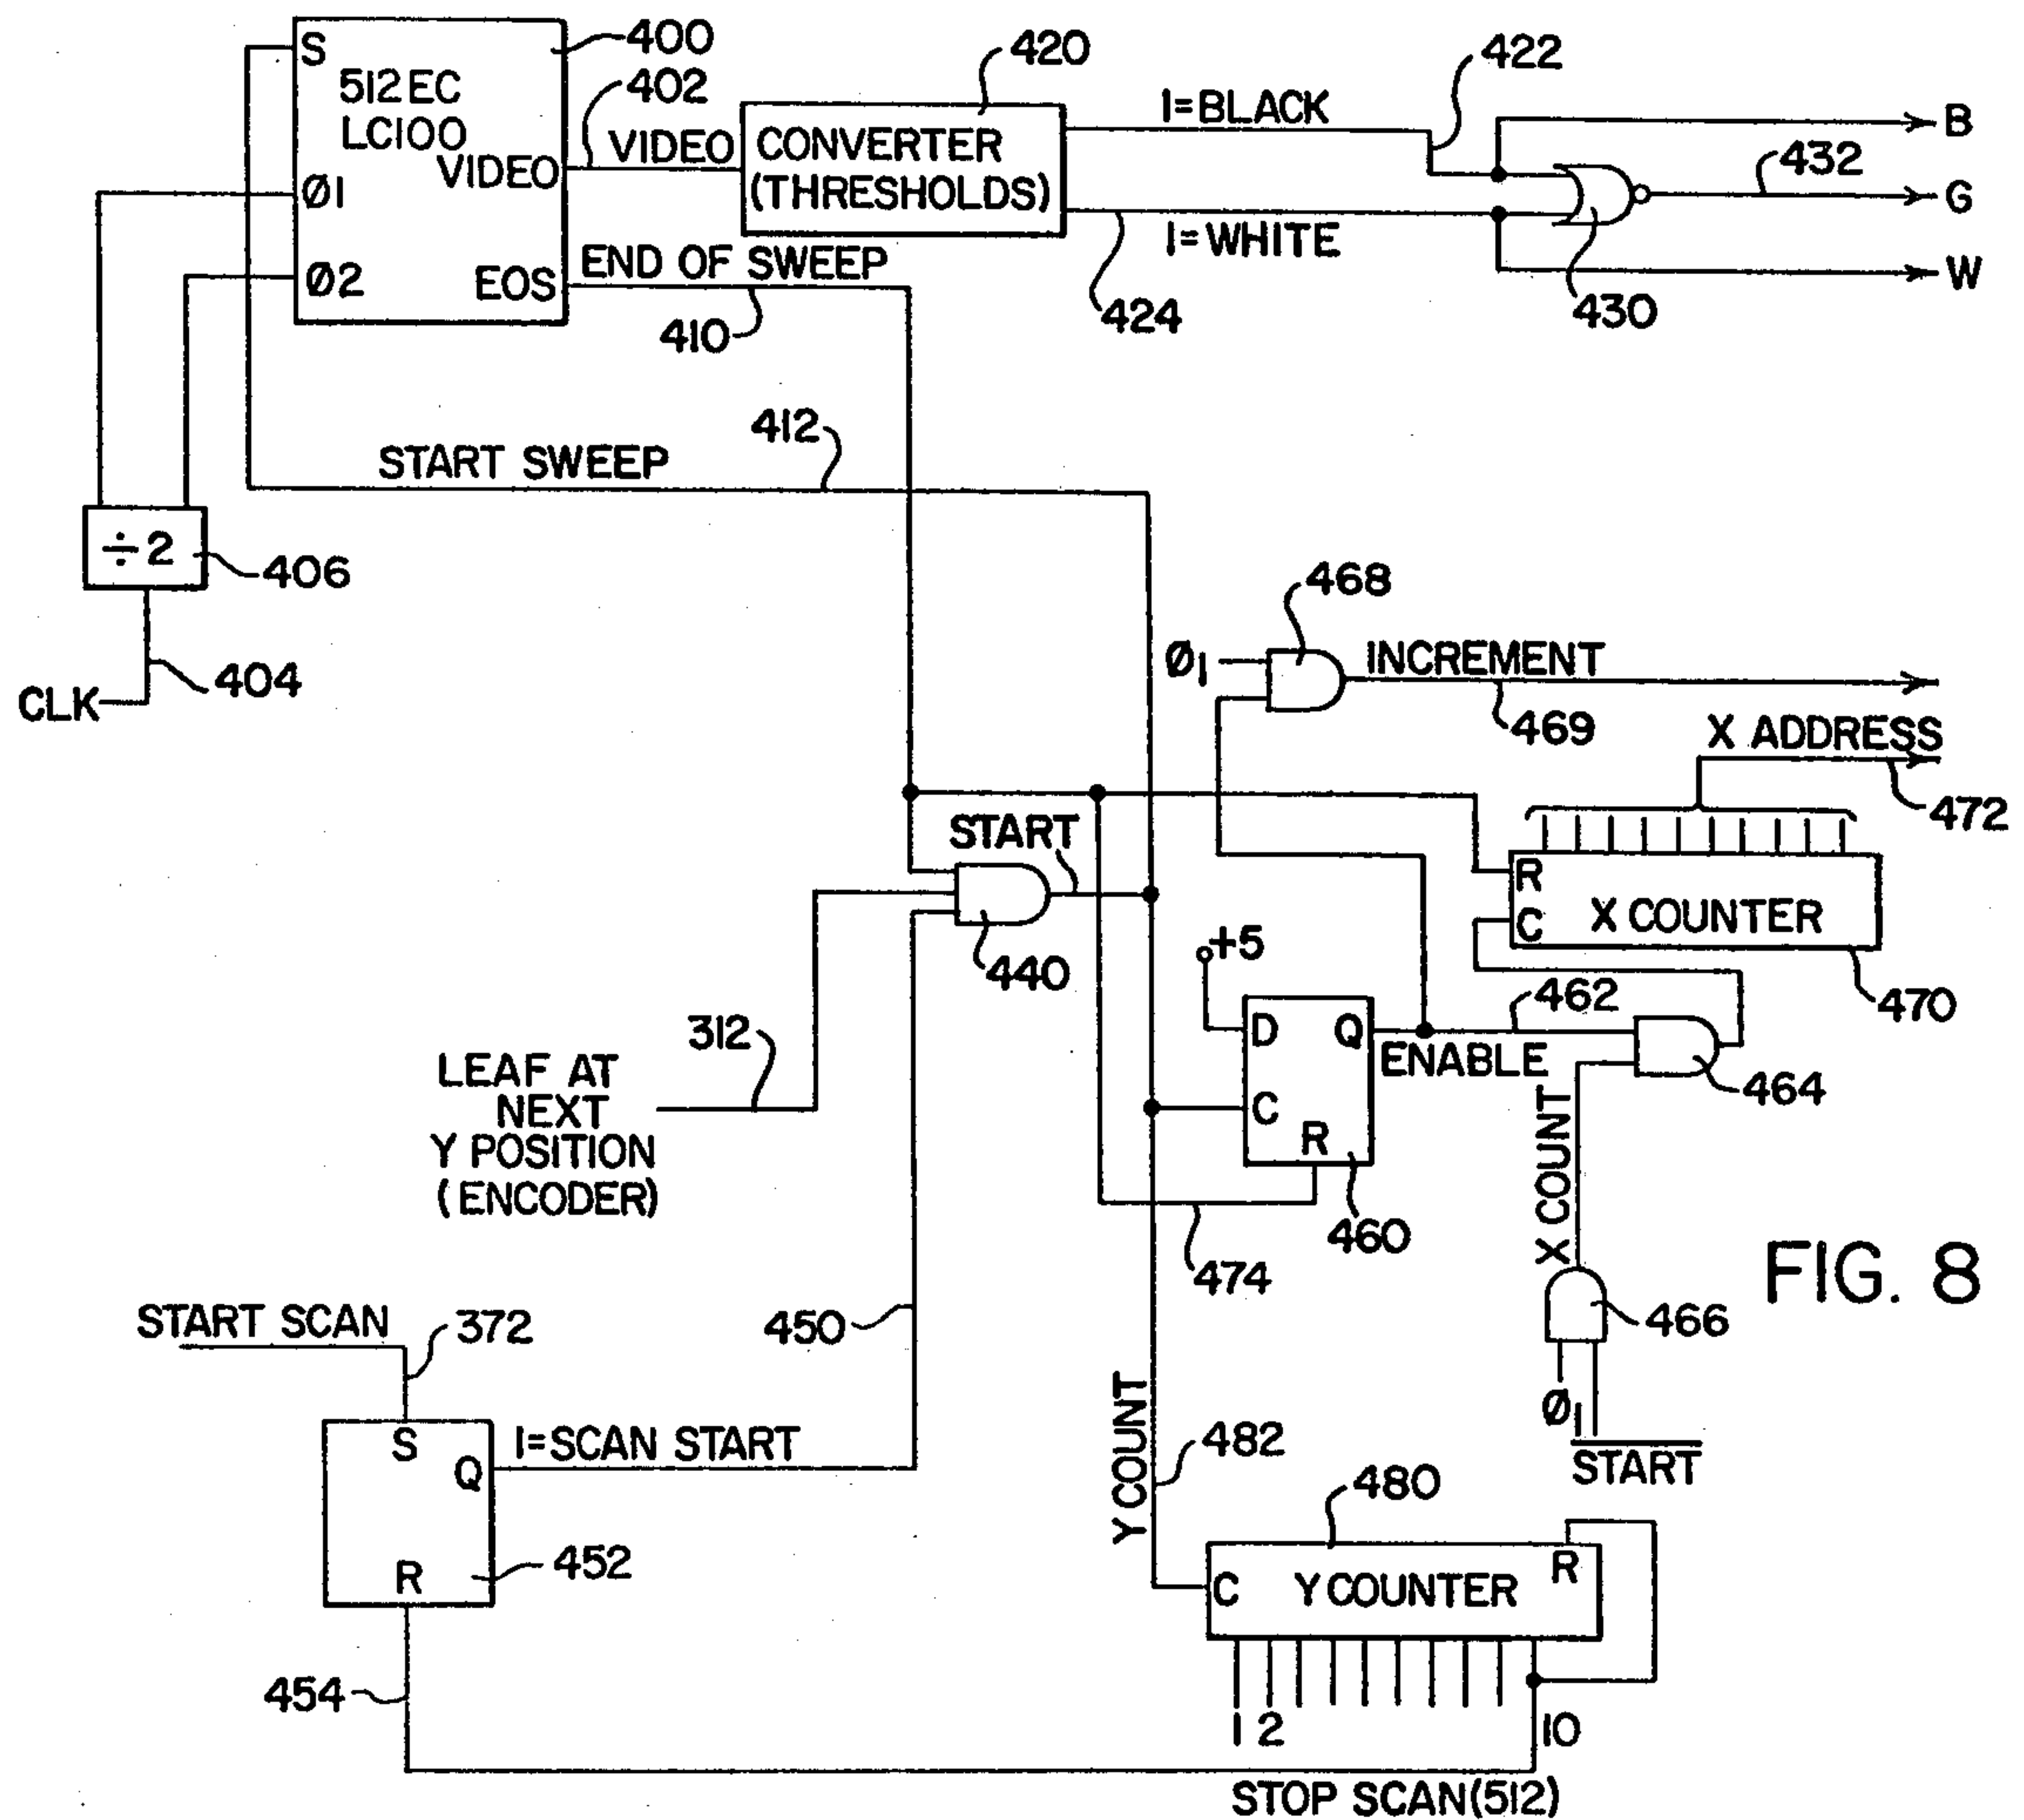 S
400
512EC
LC100
VIDEO
Ø1
Ø2
EOS
402
VIDEO
420
CONVERTER
(THRESHOLDS)
1=BLACK
422
B
432
G
1=WHITE
W
424
430
END OF SWEEP
410
412
START SWEEP
÷2
406
404
CLK
468
Ø1
INCREMENT
469
X ADDRESS
472
START
R
X COUNTER
C
470
440
+5
462
312
D
Q
ENABLE
464
LEAF AT
NEXT
Y POSITION
(ENCODER)
C
R
460
474
X COUNT
FIG. 8
466
START SCAN
372
450
Ø1
START
S
1=SCAN START
Q
Y COUNT
482
480
R
452
C
Y COUNTER
R
454
1 2
10
STOP SCAN(512)